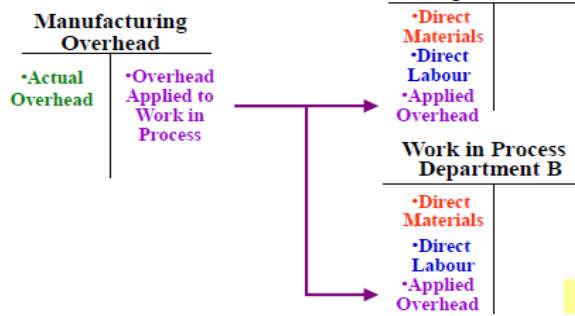 Manufacturing
Overhead
•Actual
Overhead
•Overhead
Applied to
Work in
Process
•Direct
Materials
•Direct
Labour
•Applied
Overhead
Work in Process
Department B
•Direct
Materials
•Direct
Labour
•Applied
Overhead